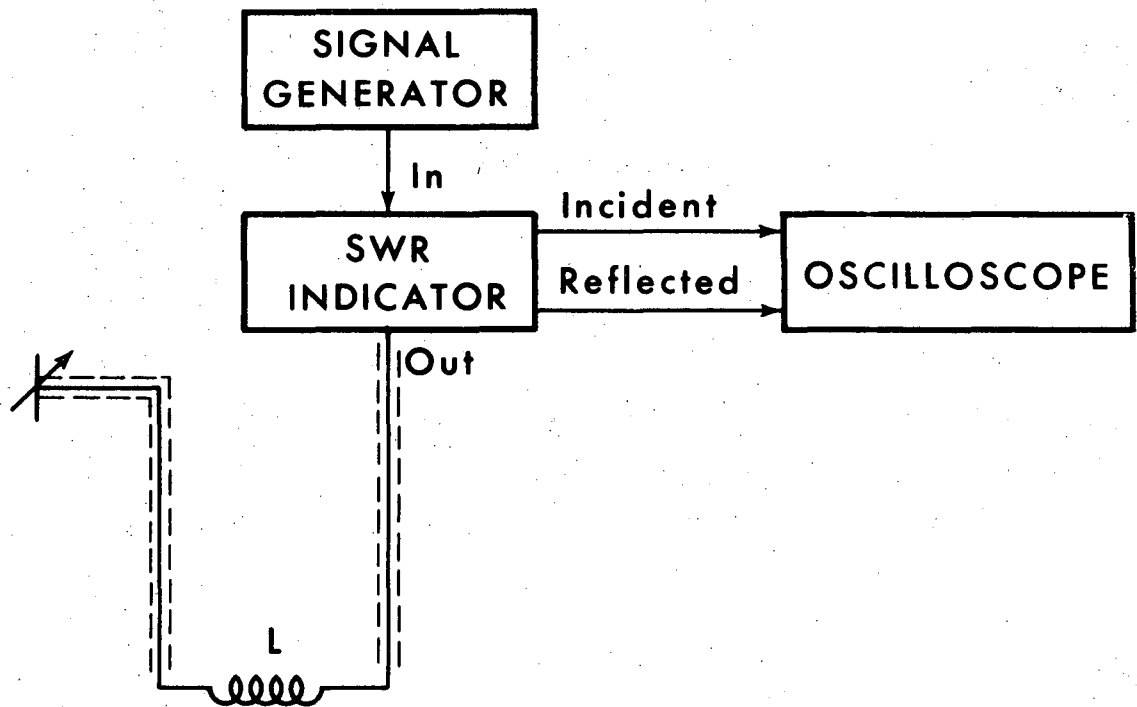 SIGNAL
GENERATOR
In
SWR
INDICATOR
Incident
Reflected
OSCILLOSCOPE
Out
L